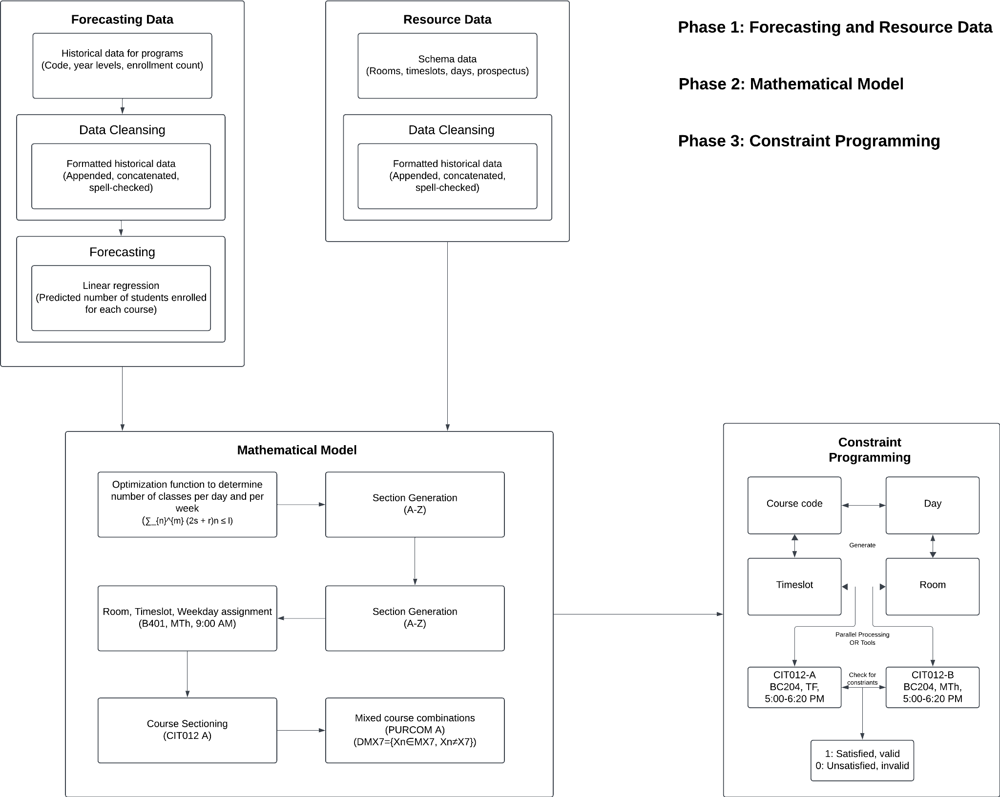 Forecasting Data
Historical data for programs
(Code, year levels, enrollment count)
Data Cleansing
Formatted historical data
(Appended, concatenated,
spell-checked)
Forecasting
Linear regression
(Predicted number of students enrolled
for each course)
Resource Data
Schema data
(Rooms, timeslots, days, prospectus)
Data Cleansing
Formatted historical data
(Appended, concatenated,
spell-checked)
Phase 1: Forecasting and Resource Data
Phase 2: Mathematical Model
Phase 3: Constraint Programming
Mathematical Model
Optimization function to determine
number of classes per day and per
week
(∑_{n}^{m} (2s + r)n ≤ l)
Section Generation
(A-Z)
Room, Timeslot, Weekday assignment
(B401, MTh, 9:00 AM)
Section Generation
(A-Z)
Course Sectioning
(CIT012 A)
Mixed course combinations
(PURCOM A)
(DMX7={Xn∈MX7, Xn≠X7})
Constraint
Programming
Course code
Day
Generate
Timeslot
Room
Parallel Processing
OR Tools
CIT012-A
BC204, TF,
5:00-6:20 PM
Check for
constriants
CIT012-B
BC204, MTh,
5:00-6:20 PM
1: Satisfied, valid
0: Unsatisfied, invalid